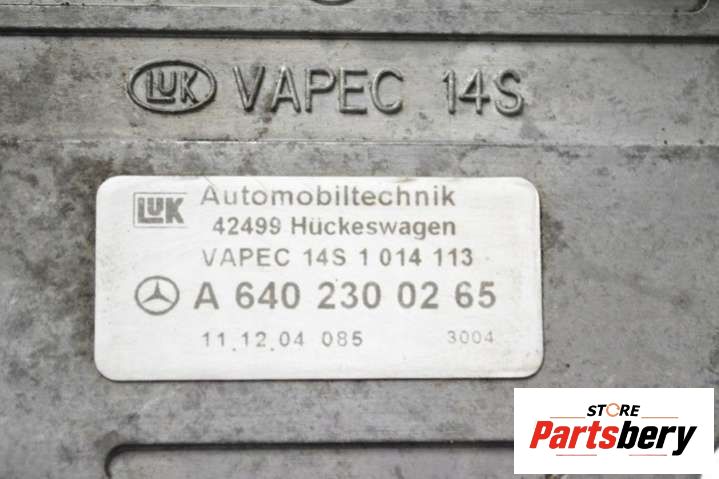 LUK VAPEC 14S
LUK Automobiltechnik
42499 Hückeswagen
VAPEC 14S 1 014 113
A 640 230 02 65
11.12.04 085 3004
STORE
Partsbery